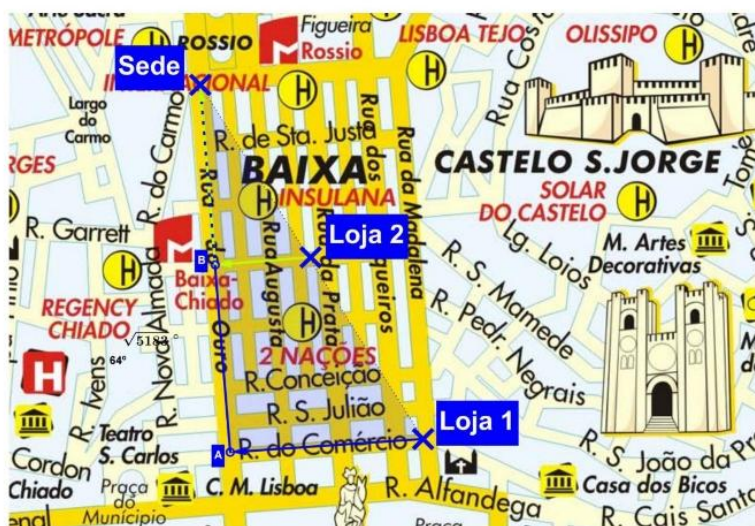 METRÓPOLE
ROSSIO
Figueira
Rossio
LISBOA TEJO
OLISSIPO
Sede
Largo
do
Carmo
R. do Carmo
R. de Sta. Justa
BAIXA
INSULANA
Rua dos
Rua da Madalena
CASTELO S.JORGE
SOLAR
DO CASTELO
R. Garrett
B
Baixa-
Chiado
Rua
Ouro
Rua Augusta
Loja 2
Rua da Prata
Lg. Loios
M. Artes
Decorativas
REGENCY
CHIADO
R. Nova Almada
R. S. Mamede
R. Pedr. Negrais
√5183 °
64°
2 NAÇÕES
R. Ivens
R.Conceição
R. S. Julião
R. do Comércio
A
Loja 1
Teatro
S. Carlos
Cordon
Chiado
Praça
do
Município
C. M. Lisboa
R. Alfandega
R. S. João da
Casa dos Bicos
R. Cais Santa
Praça